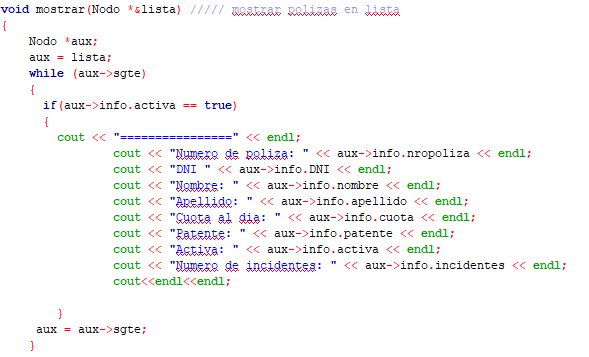 void mostrar(Nodo *&lista) ///// mostrar polizas en lista
{
    Nodo *aux;
    aux = lista;
    while (aux->sgte)
    {
      if(aux->info.activa == true)
      {
        cout << "================" << endl;
                cout << "Numero de poliza: " << aux->info.nropoliza << endl;
                cout << "DNI " << aux->info.DNI << endl;
                cout << "Nombre: " << aux->info.nombre << endl;
                cout << "Apellido: " << aux->info.apellido << endl;
                cout << "Cuota al dia: " << aux->info.cuota << endl;
                cout << "Patente: " << aux->info.patente << endl;
                cout << "Activa: " << aux->info.activa << endl;
                cout << "Numero de incidentes: " << aux->info.incidentes << endl;
                cout<<endl<<endl;
        }
     aux = aux->sgte;
    }